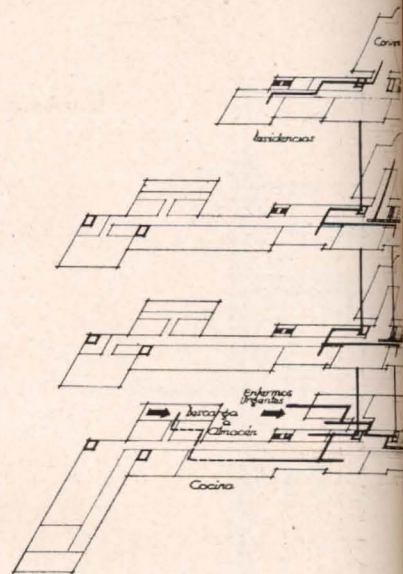 Residencias
Enfermos
Urgentes
Descarga
a
Almacén
Cocina